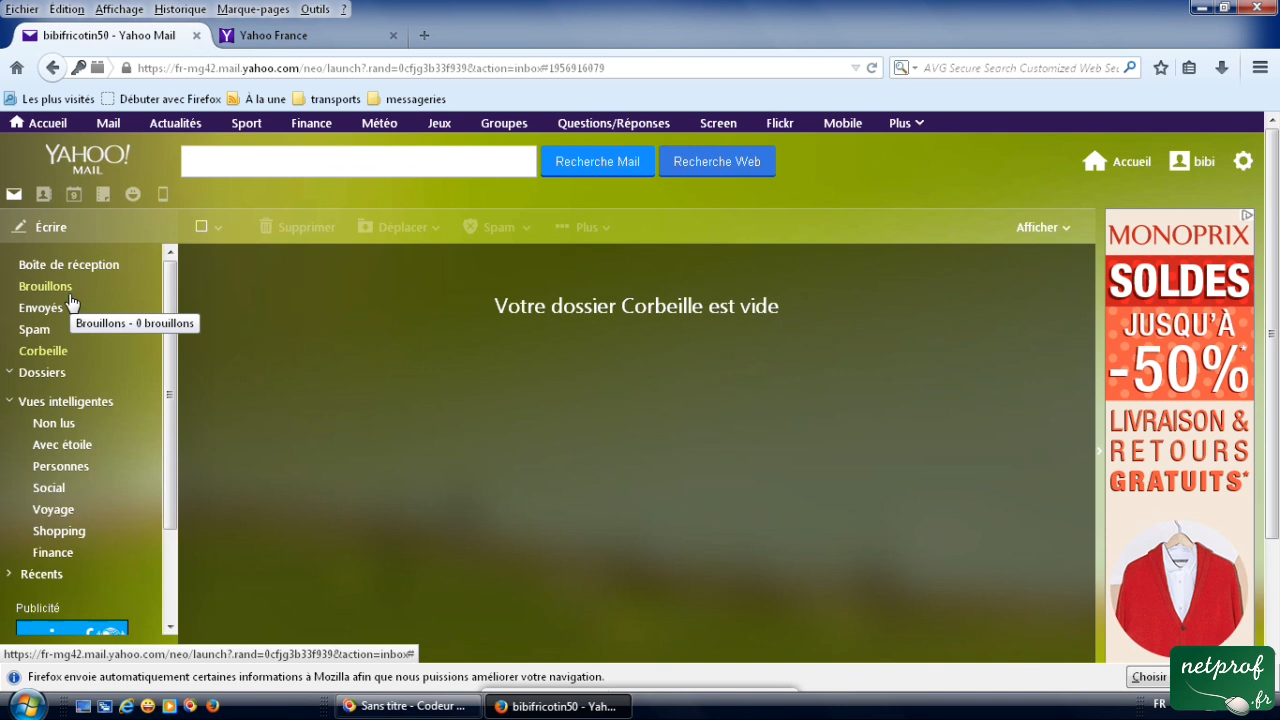 Fichier Édition Affichage Historique Marque-pages Outils ?
bibifricotin50 - Yahoo Mail × Yahoo France ×
https://fr-mg42.mail.yahoo.com/neo/launch?.rand=0cfjg3b33f939&action=inbox#1956916079
AVG Secure Search Customized Web Sec
Les plus visités Débuter avec Firefox À la une transports messageries
Accueil Mail Actualités Sport Finance Météo Jeux Groupes Questions/Réponses Screen Flickr Mobile Plus
YAHOO! MAIL
Recherche Mail Recherche Web
Accueil bibi
Écrire
Supprimer Déplacer Spam Plus
Afficher
Boîte de réception
Brouillons
Envoyés
Brouillons - 0 brouillons
Spam
Corbeille
Dossiers
Vues intelligentes
Non lus
Avec étoile
Personnes
Social
Voyage
Shopping
Finance
Récents
Publicité
Votre dossier Corbeille est vide
MONOPRIX
SOLDES
JUSQU'À
-50%*
LIVRAISON &
RETOURS
GRATUITS*
https://fr-mg42.mail.yahoo.com/neo/launch?.rand=0cfjg3b33f939&action=inbox#
Firefox envoie automatiquement certaines informations à Mozilla afin que nous puissions améliorer votre navigation.
Choisir
netprof
.fr
Sans titre - Codeur ...
bibifricotin50 - Yah...
FR